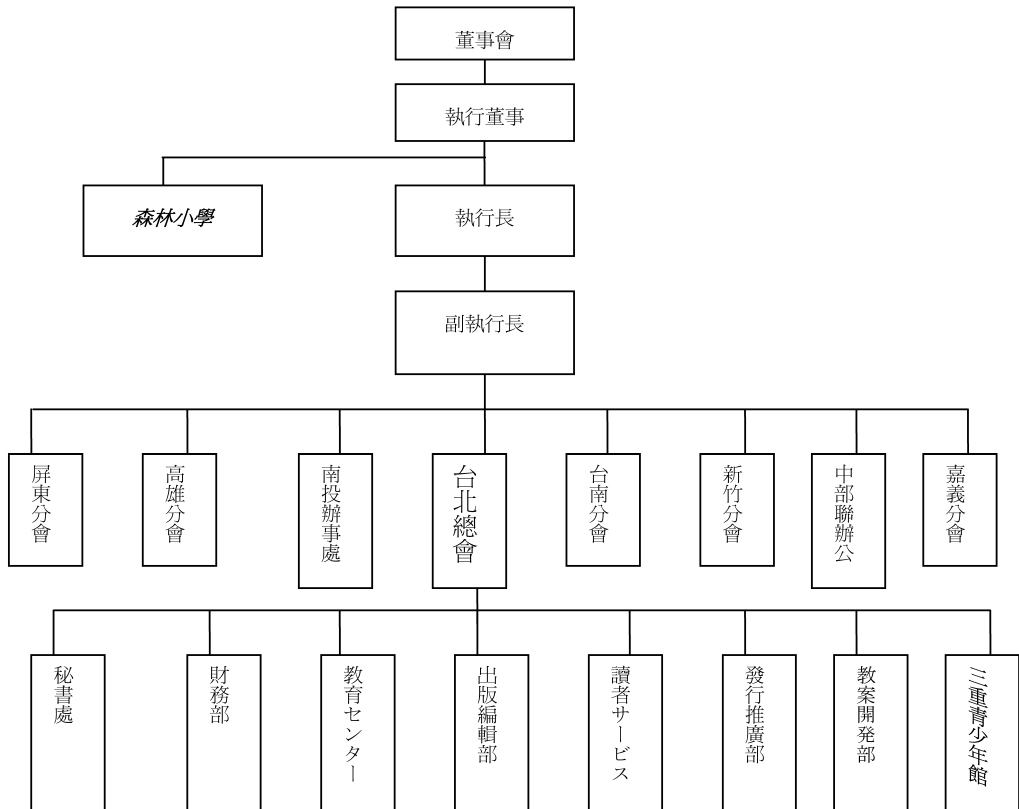 董事會
執行董事
森林小學
執行長
副執行長
屏東分會
高雄分會
南投辦事處
台北總會
台南分會
新竹分會
中部聯辦公
嘉義分會
秘書處
財務部
教育センター
出版編輯部
讀者サービス
發行推廣部
教案開発部
三重青少年館